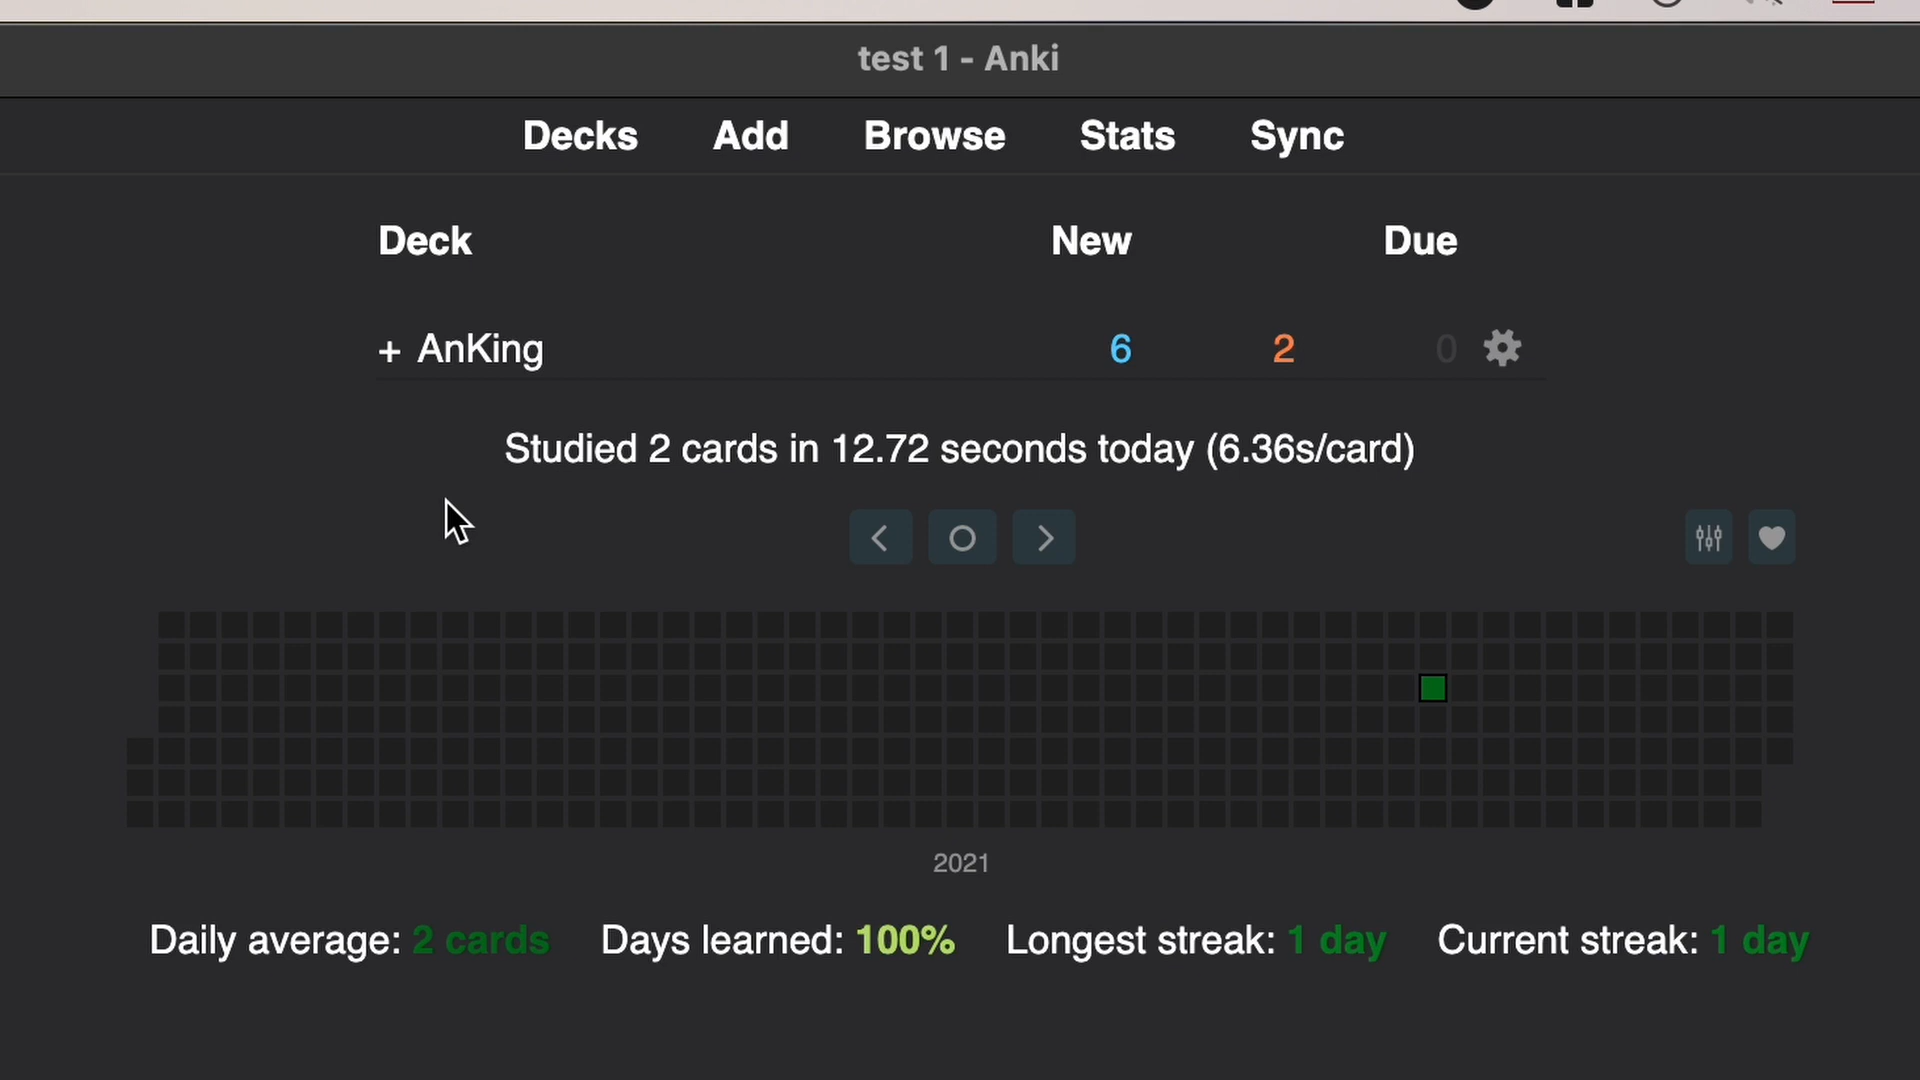 test 1 - Anki
Decks Add Browse Stats Sync
Deck New Due
+ AnKing 6 2 0
Studied 2 cards in 12.72 seconds today (6.36s/card)
2021
Daily average: 2 cards Days learned: 100% Longest streak: 1 day Current streak: 1 day